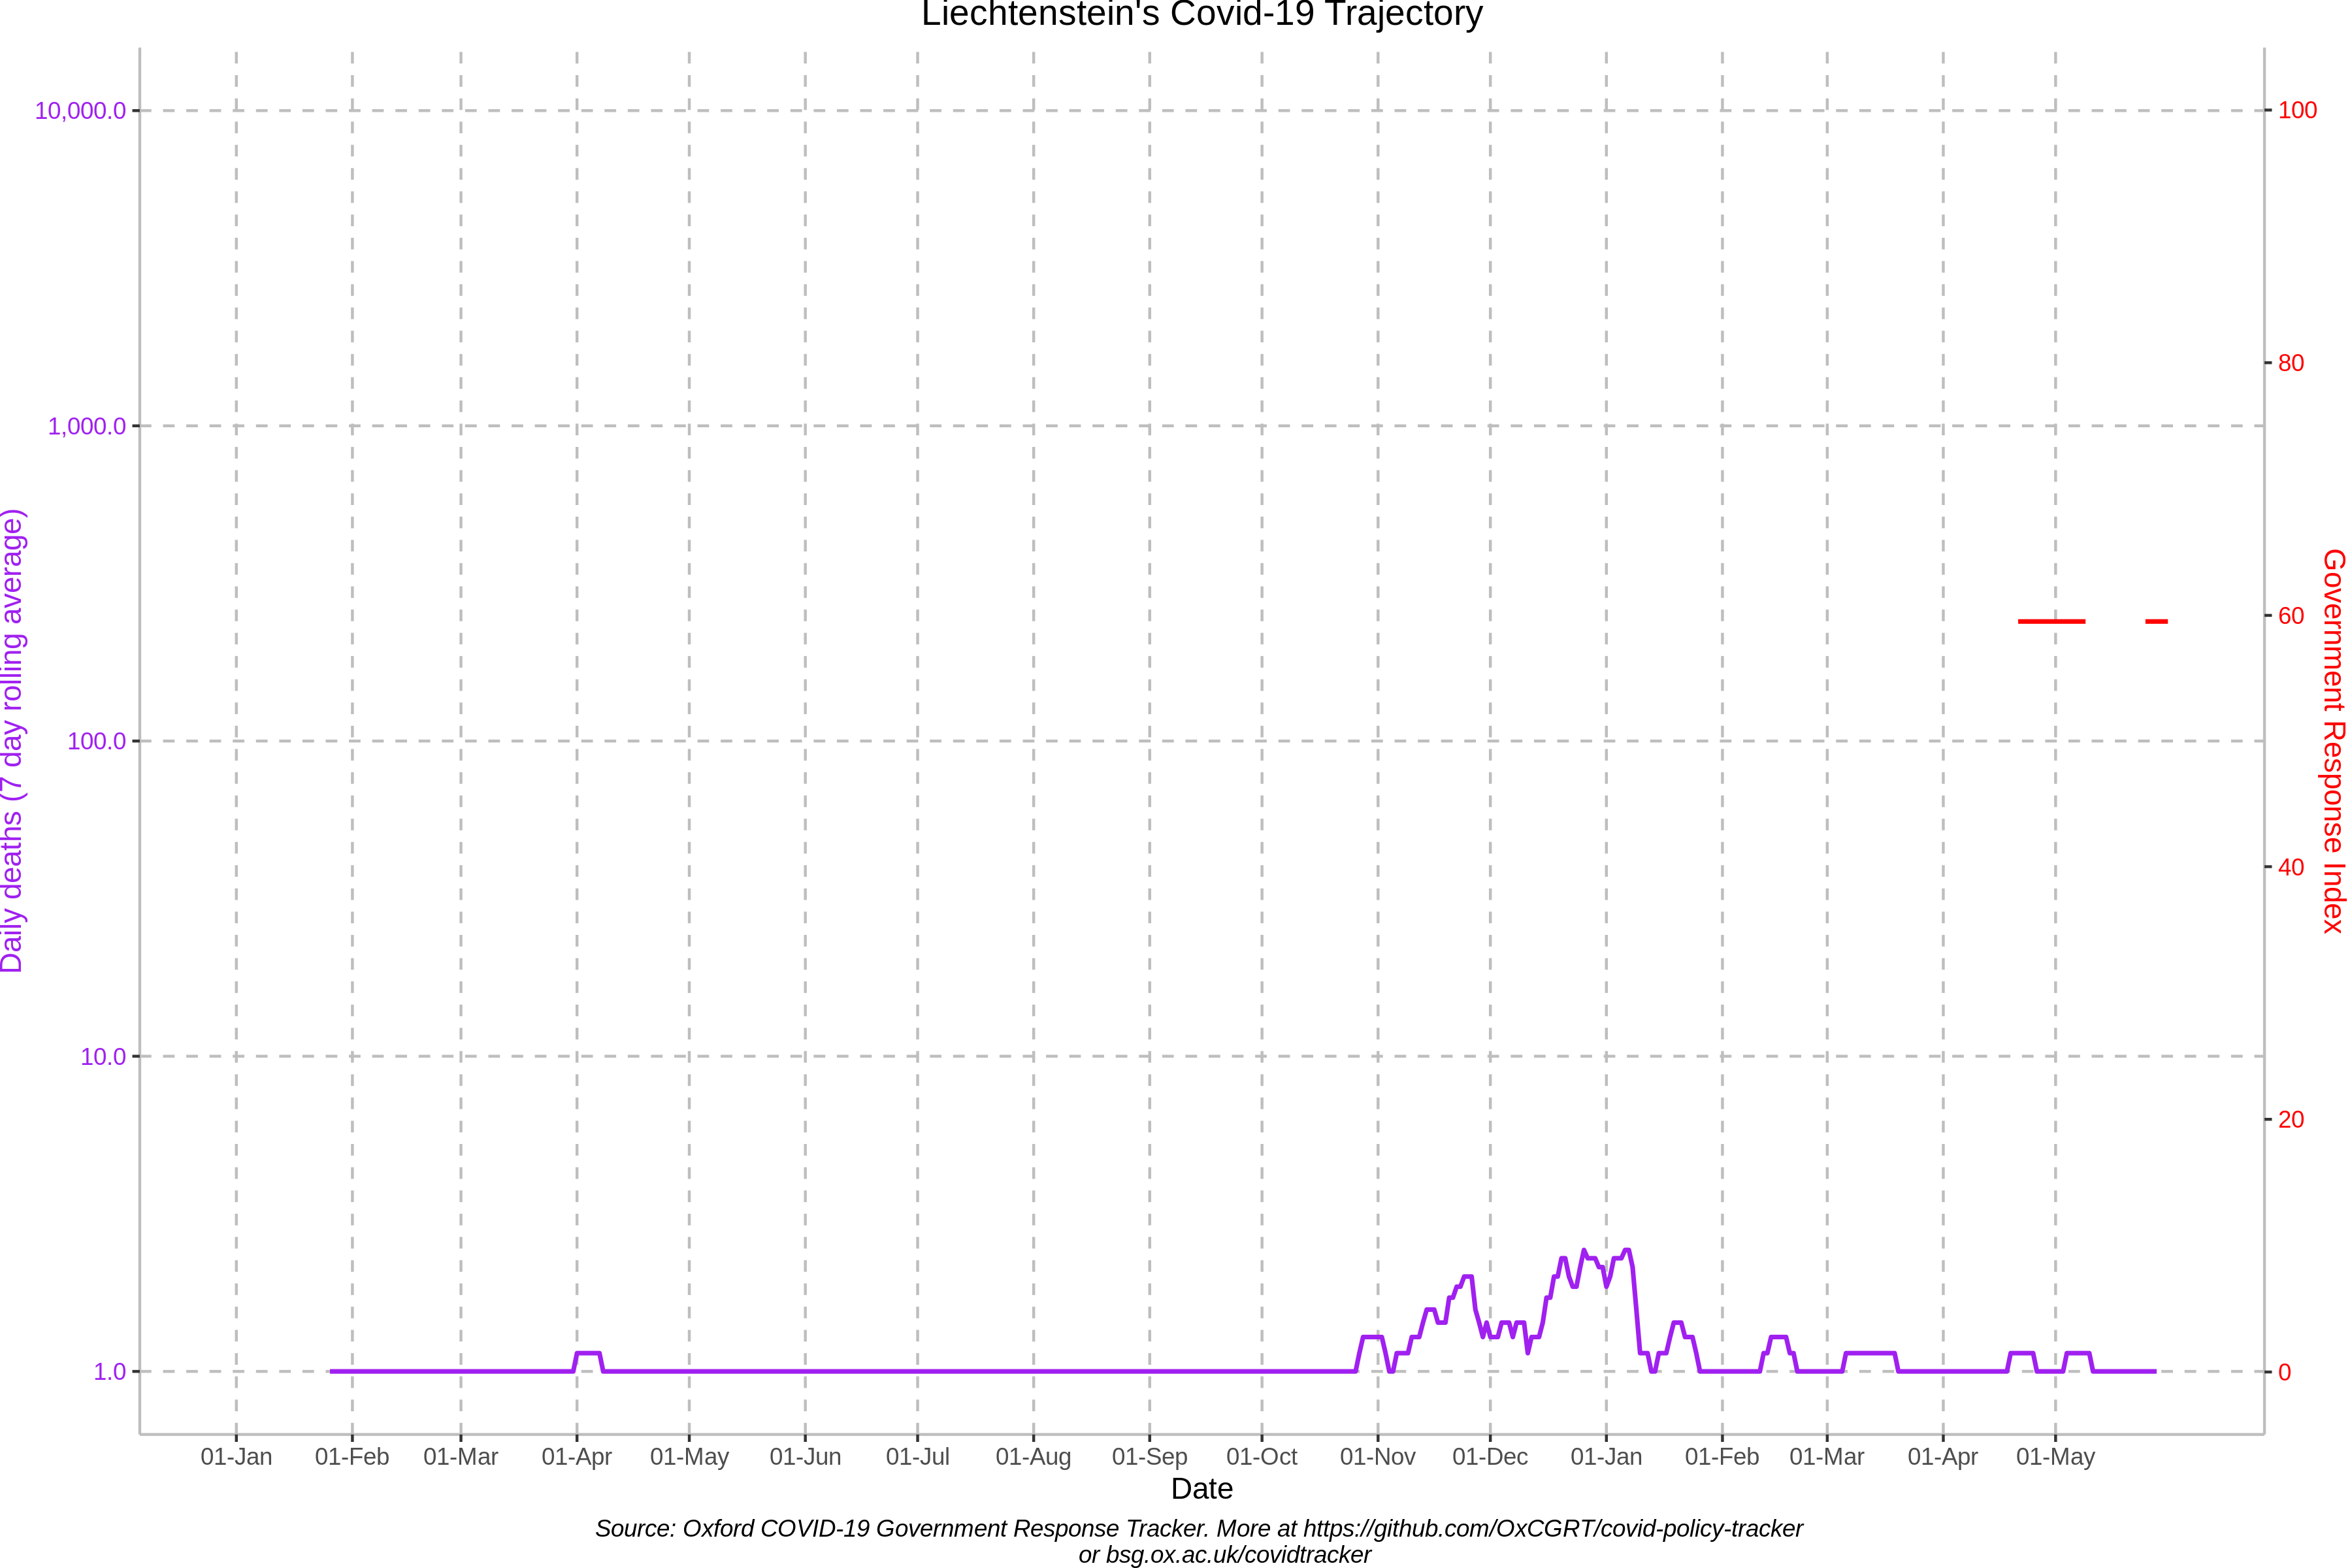 Liechtenstein's Covid-19 Trajectory
10,000.0
1,000.0
100.0
10.0
1.0
Daily deaths (7 day rolling average)
100
80
60
40
20
0
Government Response Index
01-Jan 01-Feb 01-Mar 01-Apr 01-May 01-Jun 01-Jul 01-Aug 01-Sep 01-Oct 01-Nov 01-Dec 01-Jan 01-Feb 01-Mar 01-Apr 01-May
Date
Source: Oxford COVID-19 Government Response Tracker. More at https://github.com/OxCGRT/covid-policy-tracker
or bsg.ox.ac.uk/covidtracker